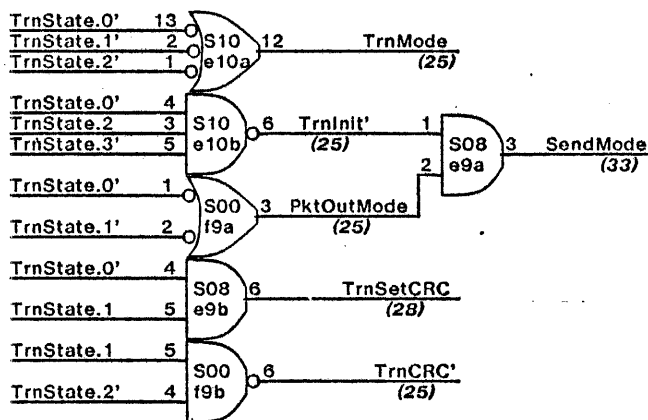 TrnState.0' 13
TrnState.1' 2
TrnState.2' 1
S10
e10a
12 TrnMode
(25)
TrnState.0' 4
TrnState.2 3
TrnState.3' 5
S10
e10b
6 TrnInit'
(25)
1
2
S08
e9a
3 SendMode
(33)
TrnState.0' 1
TrnState.1' 2
S00
f9a
3 PktOutMode
(25)
TrnState.0' 4
TrnState.1 5
S08
e9b
6 TrnSetCRC
(28)
TrnState.1 5
TrnState.2' 4
S00
f9b
6 TrnCRC'
(25)